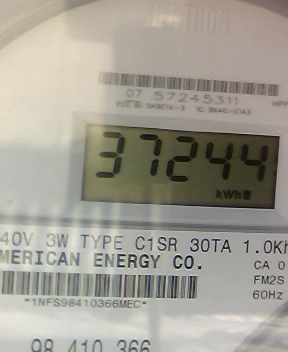 07 57245311
37244
kWh
40V 3W TYPE C1SR 30TA 1.0Kh
MERICAN ENERGY CO.
CA 0
FM2S
*1NFS98410366MEC*
60Hz
98 410 366